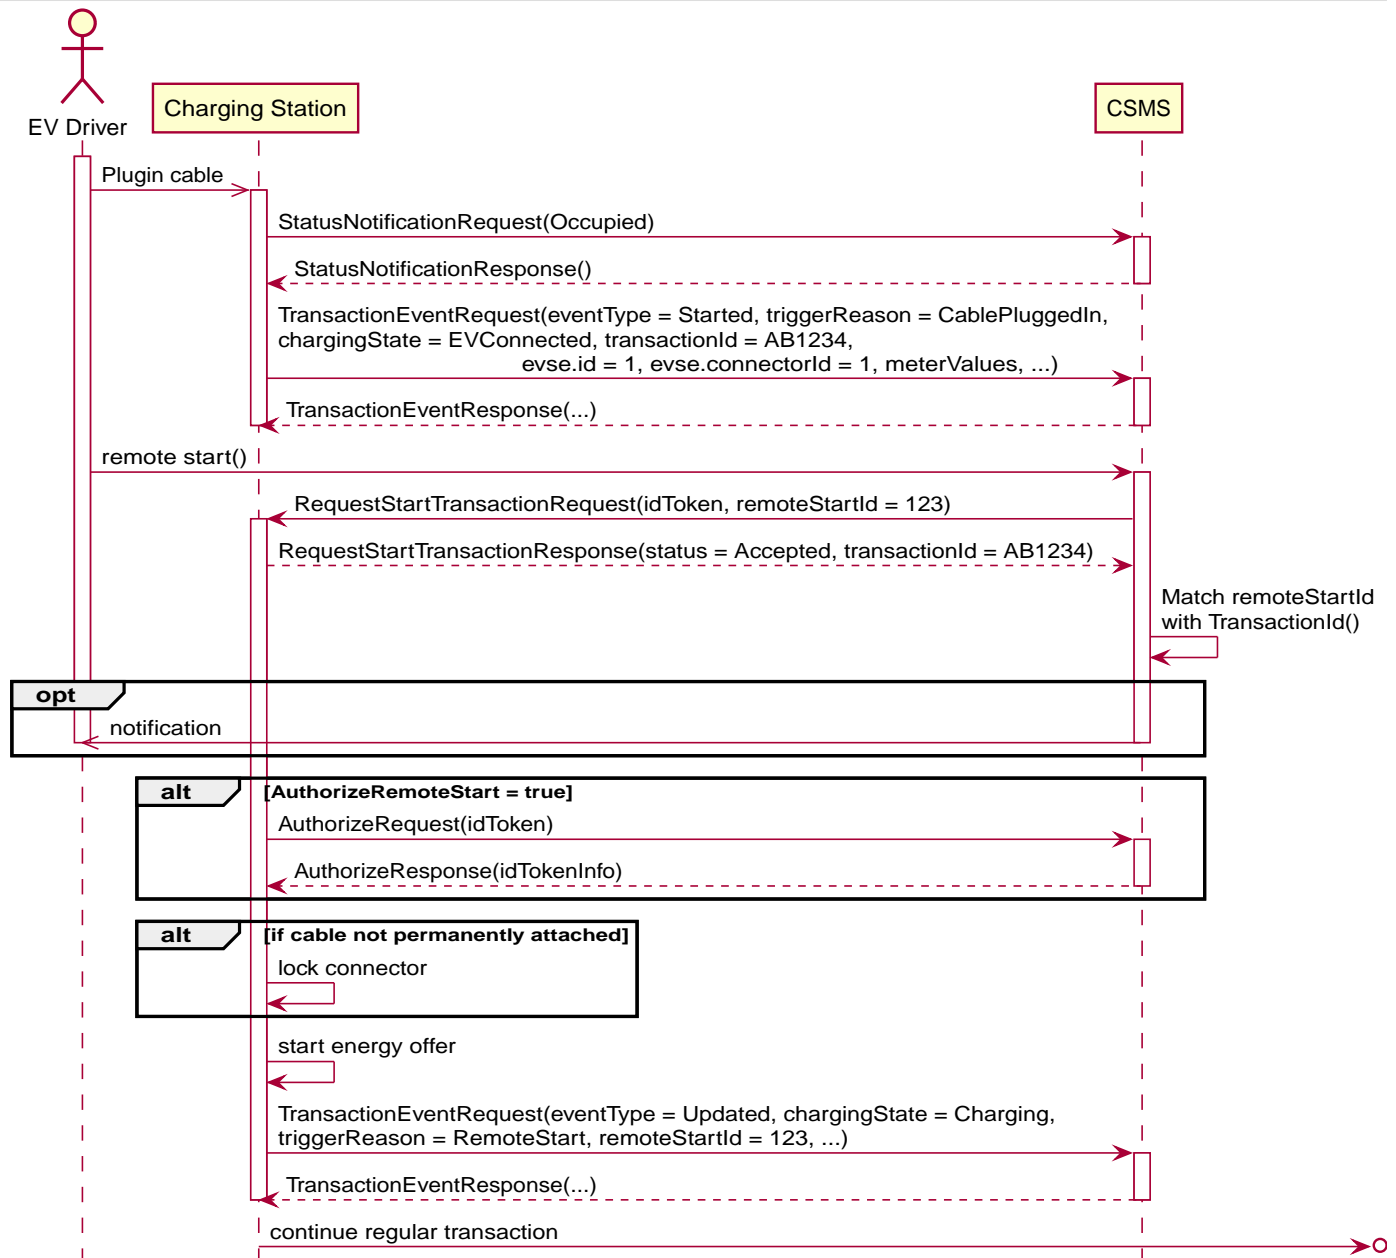 EV Driver
Charging Station
CSMS
Plugin cable
StatusNotificationRequest(Occupied)
StatusNotificationResponse()
TransactionEventRequest(eventType = Started, triggerReason = CablePluggedIn,
chargingState = EVConnected, transactionId = AB1234,
evse.id = 1, evse.connectorId = 1, meterValues, ...)
TransactionEventResponse(...)
remote start()
RequestStartTransactionRequest(idToken, remoteStartId = 123)
RequestStartTransactionResponse(status = Accepted, transactionId = AB1234)
Match remoteStartId
with TransactionId()
opt
notification
alt [AuthorizeRemoteStart = true]
AuthorizeRequest(idToken)
AuthorizeResponse(idTokenInfo)
alt [if cable not permanently attached]
lock connector
start energy offer
TransactionEventRequest(eventType = Updated, chargingState = Charging,
triggerReason = RemoteStart, remoteStartId = 123, ...)
TransactionEventResponse(...)
continue regular transaction